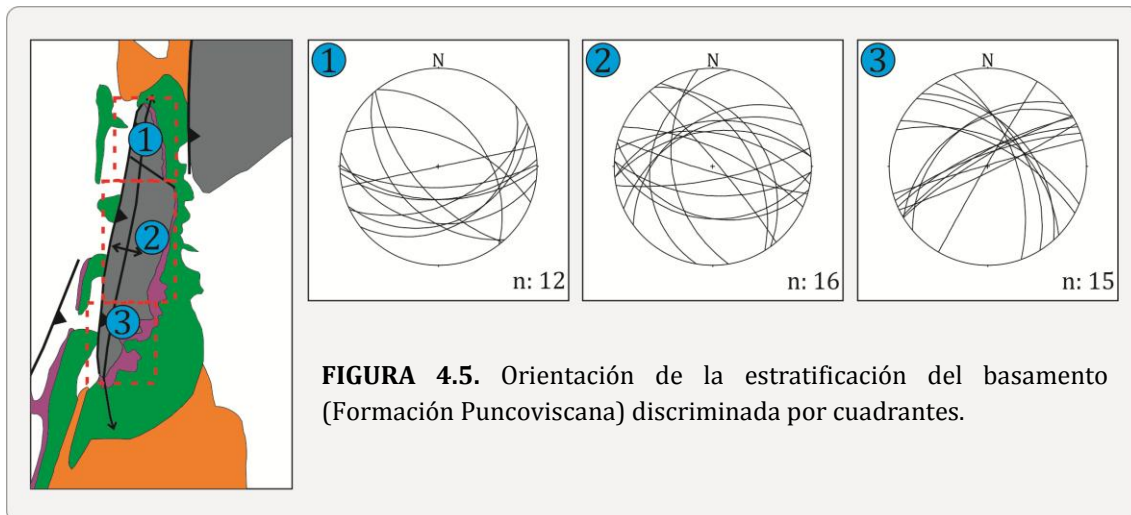 1
2
3
1
N
n: 12
2
N
n: 16
3
N
n: 15
FIGURA 4.5. Orientación de la estratificación del basamento
(Formación Puncoviscana) discriminada por cuadrantes.